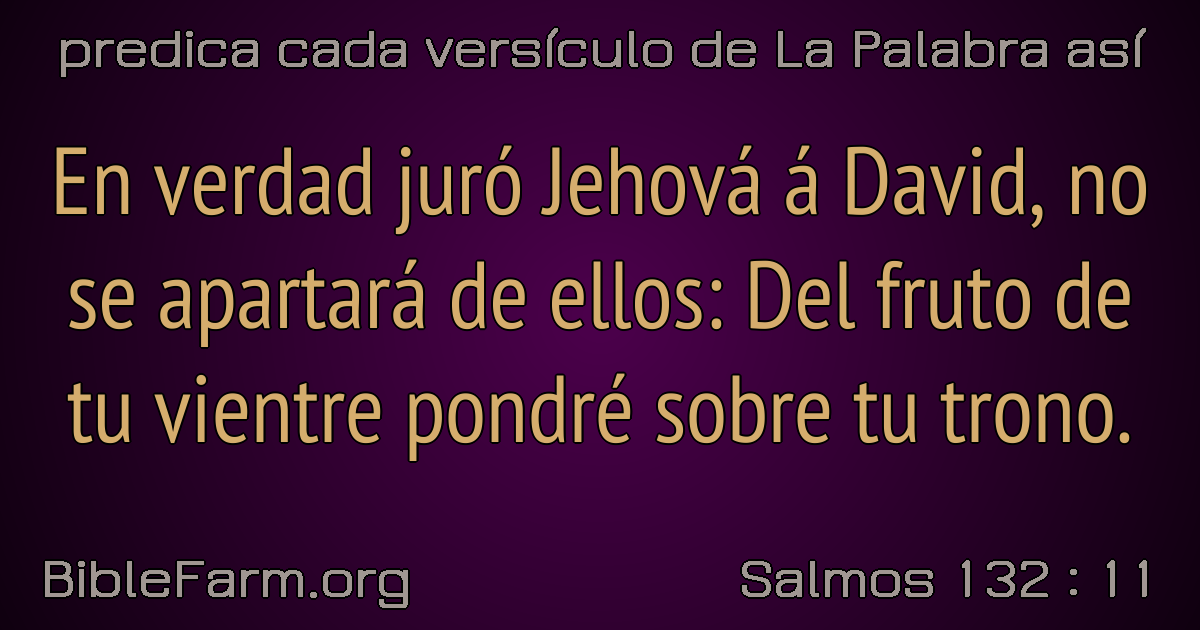 predica cada versículo de La Palabra así
En verdad juró Jehová á David, no
se apartará de ellos: Del fruto de
tu vientre pondré sobre tu trono.
BibleFarm.org
Salmos 132 : 11